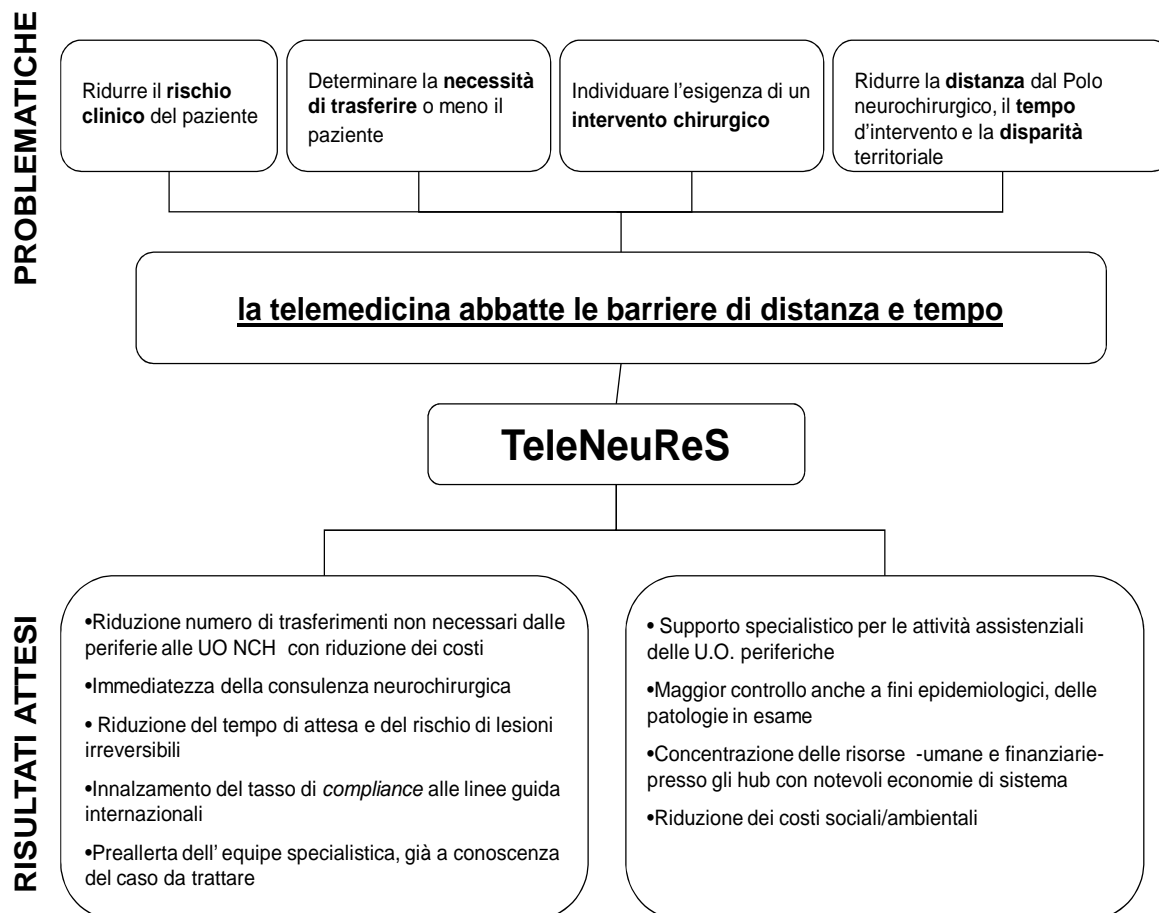 PROBLEMATICHE
Ridurre il rischio
clinico del paziente
Determinare la necessità
di trasferire o meno il
paziente
Individuare l'esigenza di un
intervento chirurgico
Ridurre la distanza dal Polo
neurochirurgico, il tempo
d'intervento e la disparità
territoriale
la telemedicina abbatte le barriere di distanza e tempo
TeleNeuReS
RISULTATI ATTESI
•Riduzione numero di trasferimenti non necessari dalle
periferie alle UO NCH con riduzione dei costi
•Immediatezza della consulenza neurochirurgica
• Riduzione del tempo di attesa e del rischio di lesioni
irreversibili
•Innalzamento del tasso di compliance alle linee guida
internazionali
•Preallerta dell' equipe specialistica, già a conoscenza
del caso da trattare
• Supporto specialistico per le attività assistenziali
delle U.O. periferiche
•Maggior controllo anche a fini epidemiologici, delle
patologie in esame
•Concentrazione delle risorse -umane e finanziarie-
presso gli hub con notevoli economie di sistema
•Riduzione dei costi sociali/ambientali